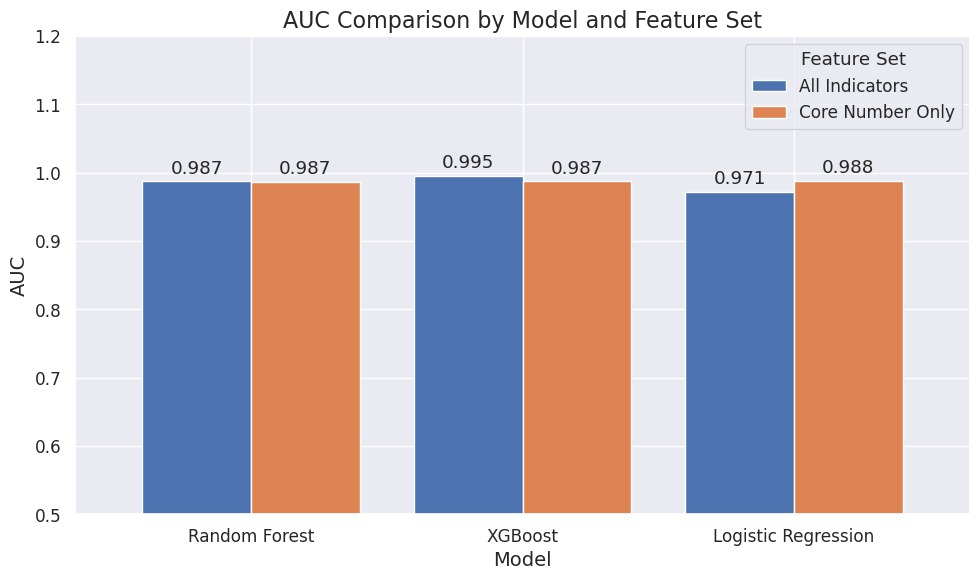 AUC Comparison by Model and Feature Set
1.2
1.1
1.0
0.9
0.8
0.7
0.6
0.5
AUC
Feature Set
All Indicators
Core Number Only
0.987
0.987
0.995
0.987
0.971
0.988
Random Forest
XGBoost
Logistic Regression
Model